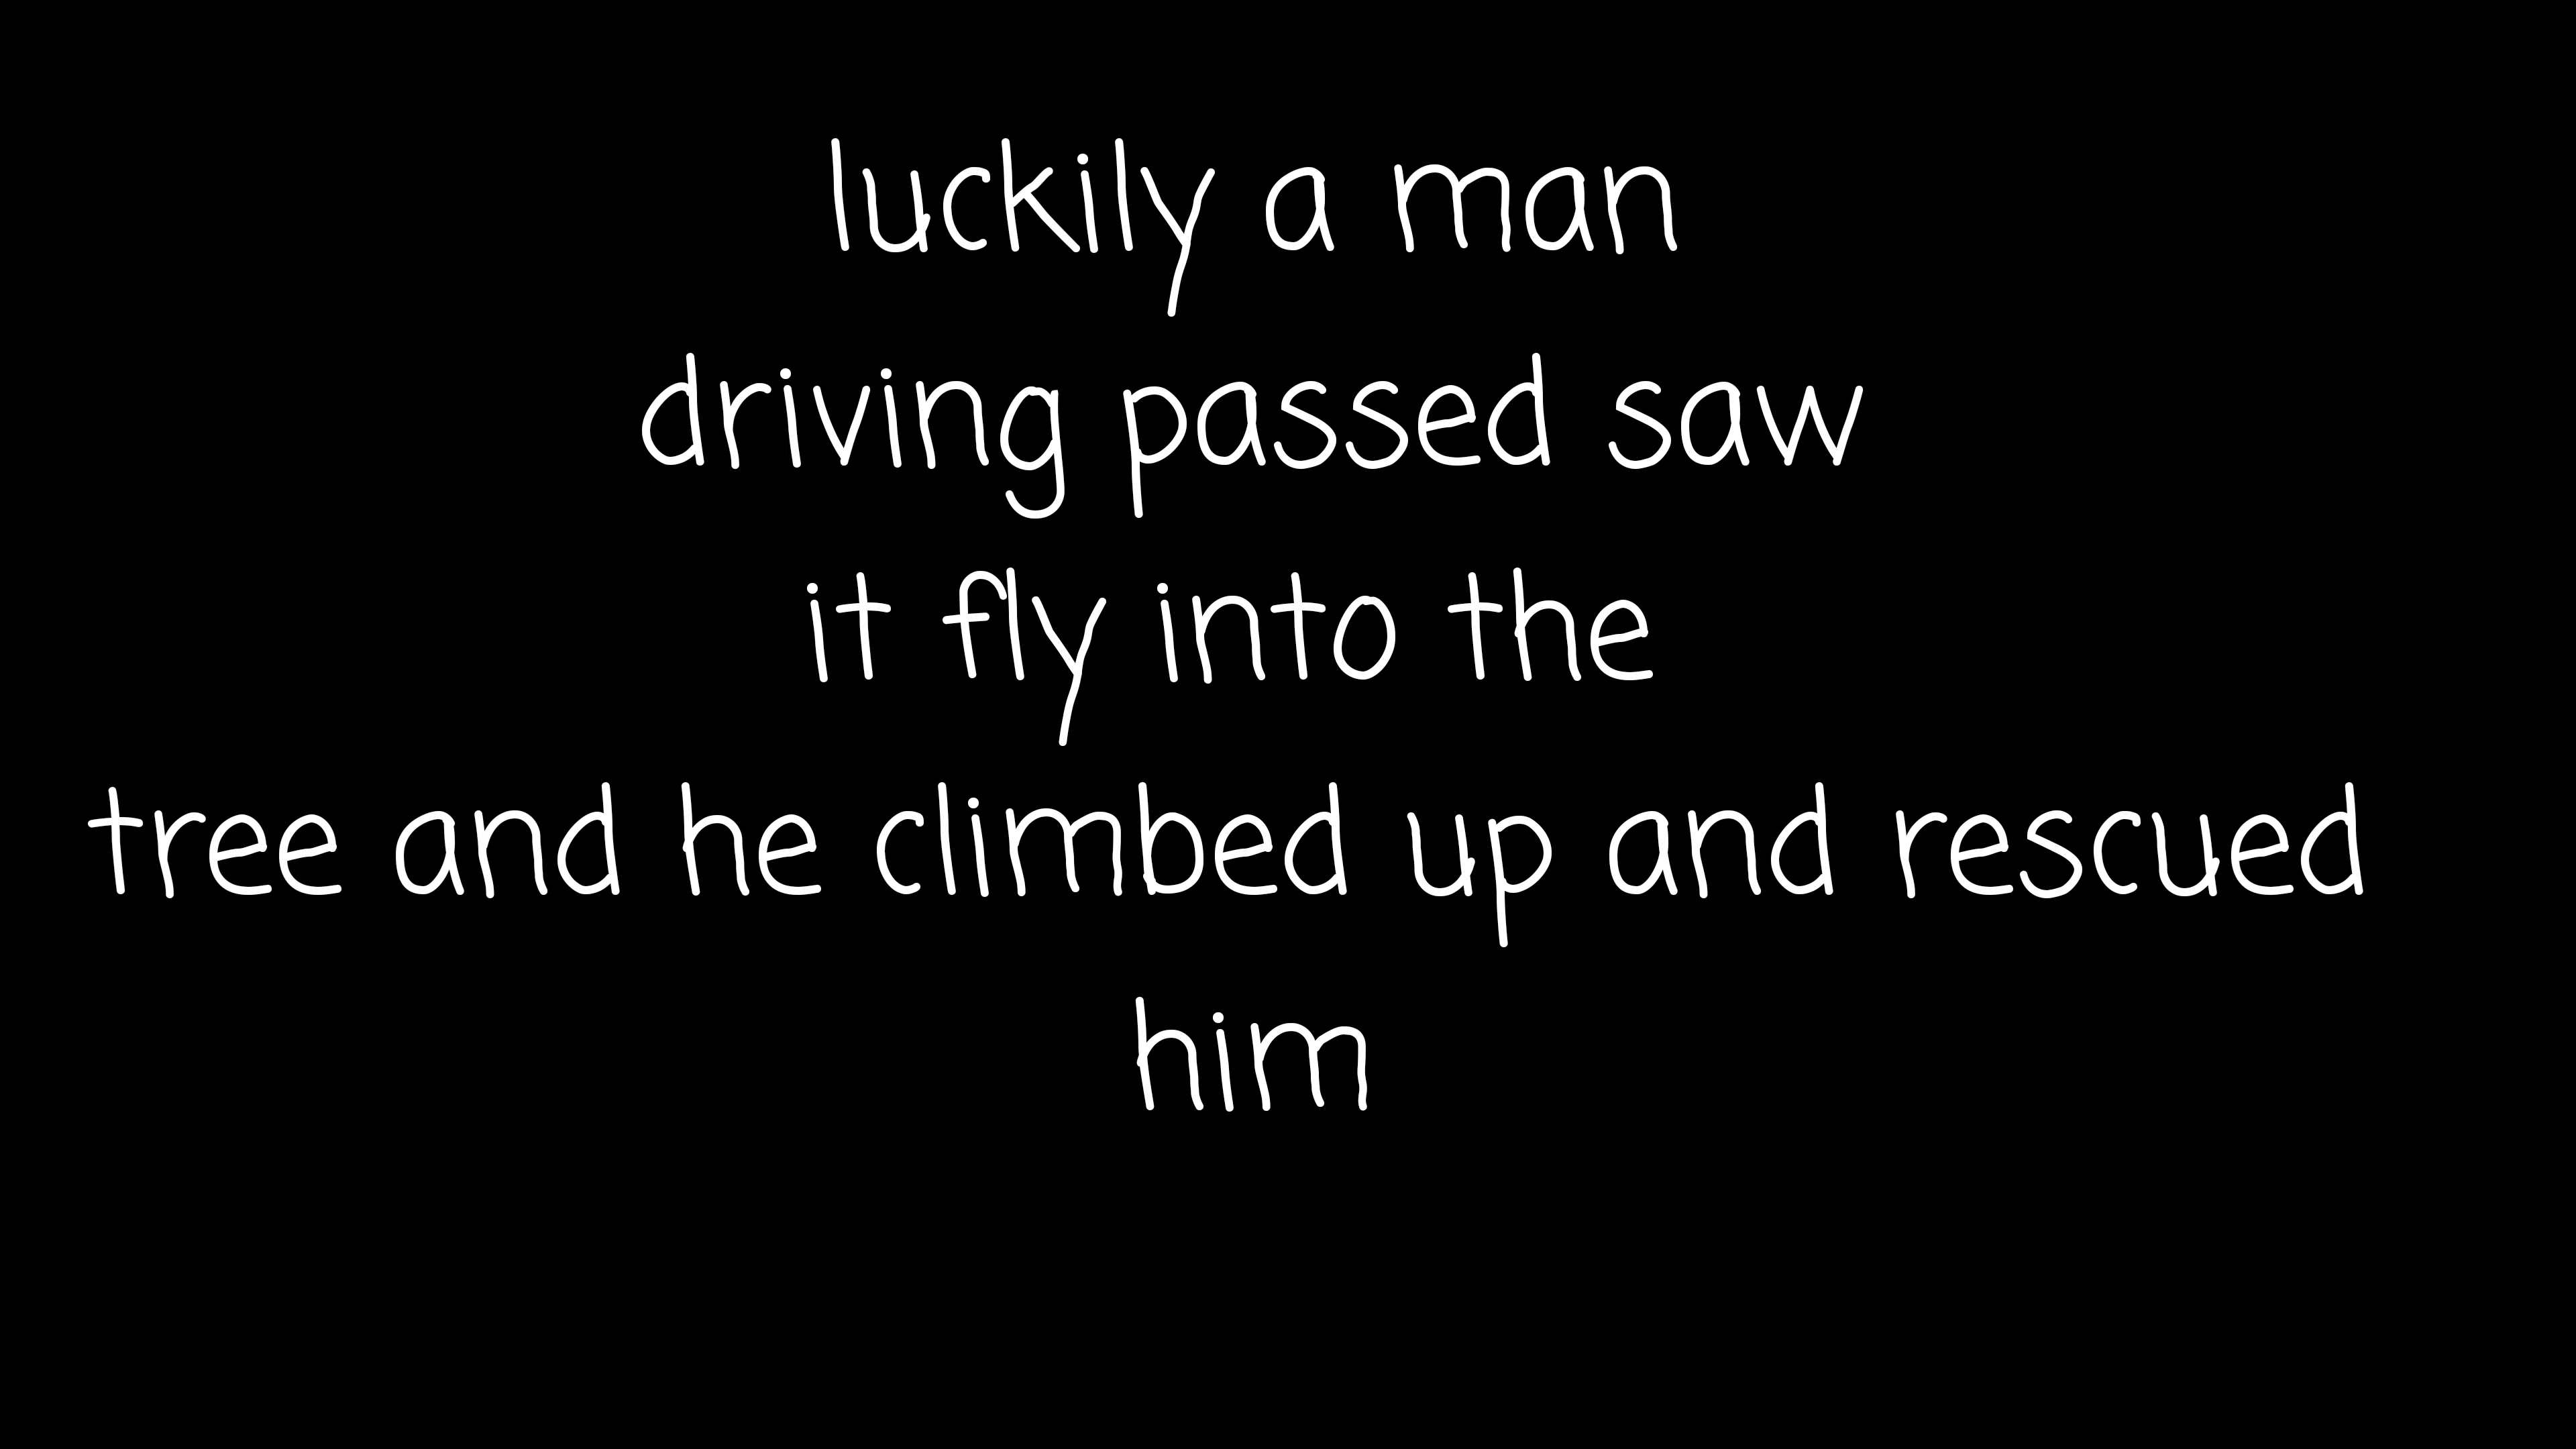 luckily a man
driving passed saw
it fly into the
tree and he climbed up and rescued
him